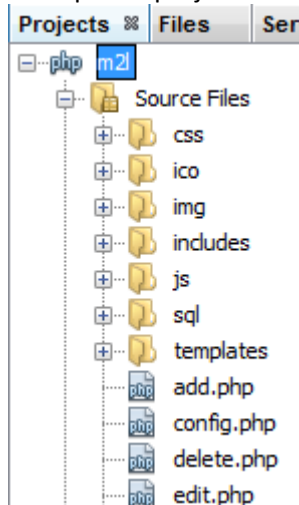 Projects Files Ser
php m2l
Source Files
css
ico
img
includes
js
sql
templates
php add.php
php config.php
php delete.php
php edit.php